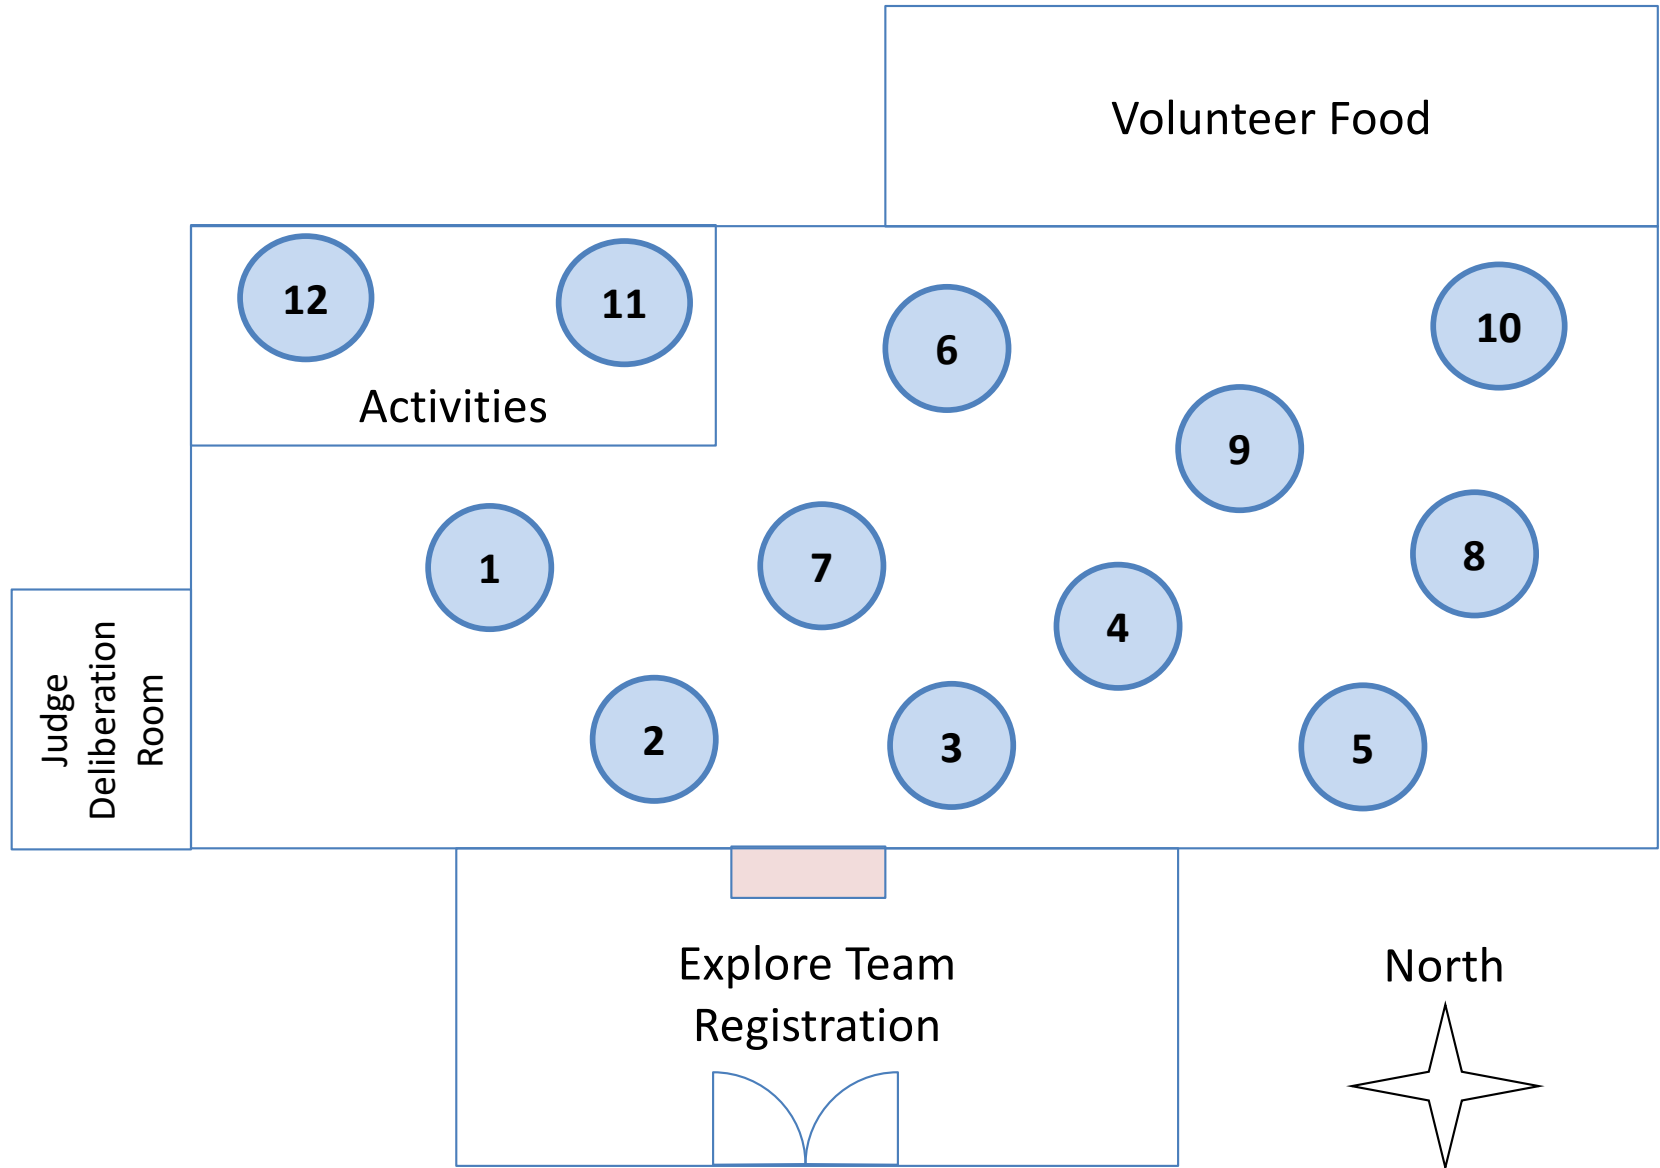 Volunteer Food
12
11
6
10
Activities
9
1
7
8
4
Judge
Deliberation
Room
2
3
5
Explore Team
Registration
North